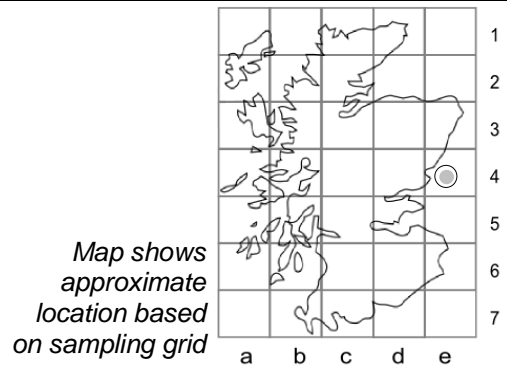 1
2
3
4
5
6
7
Map shows
approximate
location based
on sampling grid
a b c d e